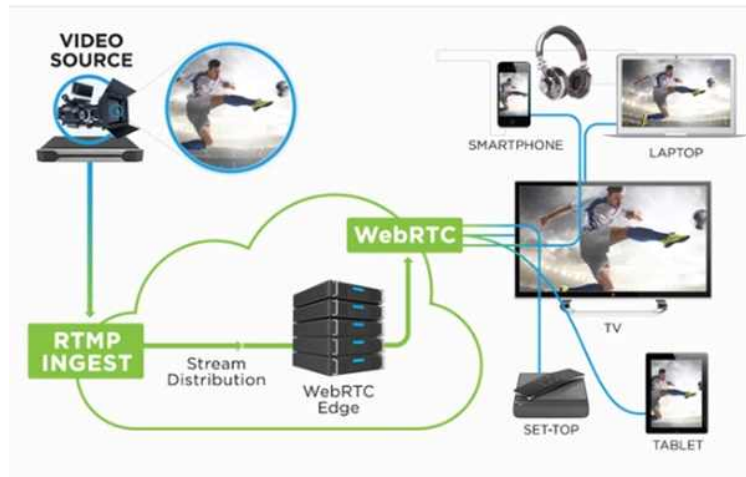 VIDEO
SOURCE
SMARTPHONE
LAPTOP
WebRTC
TV
RTMP
INGEST
Stream
Distribution
WebRTC
Edge
SET-TOP
TABLET